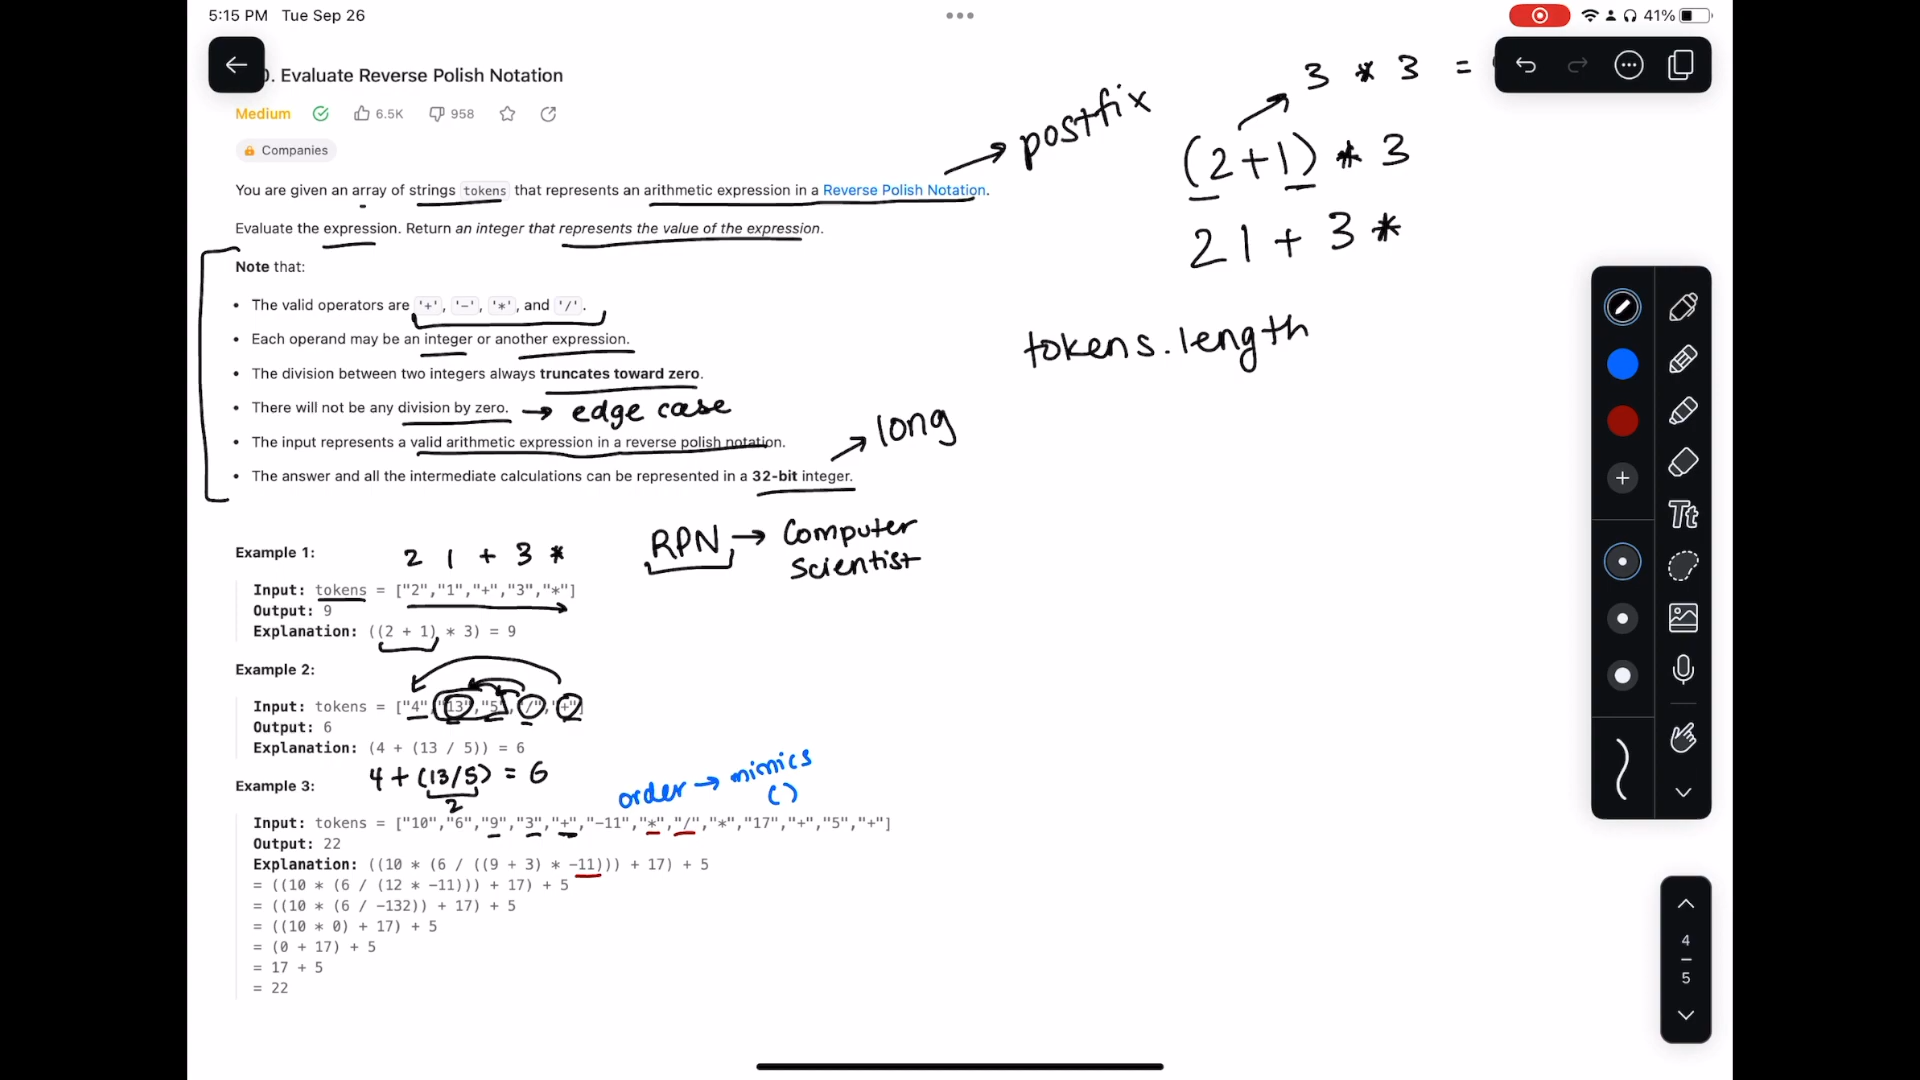 5:15 PM Tue Sep 26
41%
0. Evaluate Reverse Polish Notation
Medium 6.5K 958
Companies
postfix
3 * 3 =
(2+1) * 3
2 1 + 3 *
You are given an array of strings tokens that represents an arithmetic expression in a Reverse Polish Notation.
Evaluate the expression. Return an integer that represents the value of the expression.
Note that:
• The valid operators are '+', '-', '*', and '/'.
• Each operand may be an integer or another expression.
• The division between two integers always truncates toward zero.
• There will not be any division by zero. → edge case
• The input represents a valid arithmetic expression in a reverse polish notation.
• The answer and all the intermediate calculations can be represented in a 32-bit integer.
long
tokens.length
RPN → Computer
Scientist
Example 1:
2 1 + 3 *
Input: tokens = ["2","1","+","3","*"]
Output: 9
Explanation: ((2 + 1) * 3) = 9
Example 2:
Input: tokens = ["4","13","5","/","+"]
Output: 6
Explanation: (4 + (13 / 5)) = 6
4 + (13/5) = 6
2
Example 3:
order → mimics
()
Input: tokens = ["10","6","9","3","+","-11","*","/","*","17","+","5","+"]
Output: 22
Explanation: ((10 * (6 / ((9 + 3) * -11))) + 17) + 5
= ((10 * (6 / (12 * -11))) + 17) + 5
= ((10 * (6 / -132)) + 17) + 5
= ((10 * 0) + 17) + 5
= (0 + 17) + 5
= 17 + 5
= 22
Tt
4
5